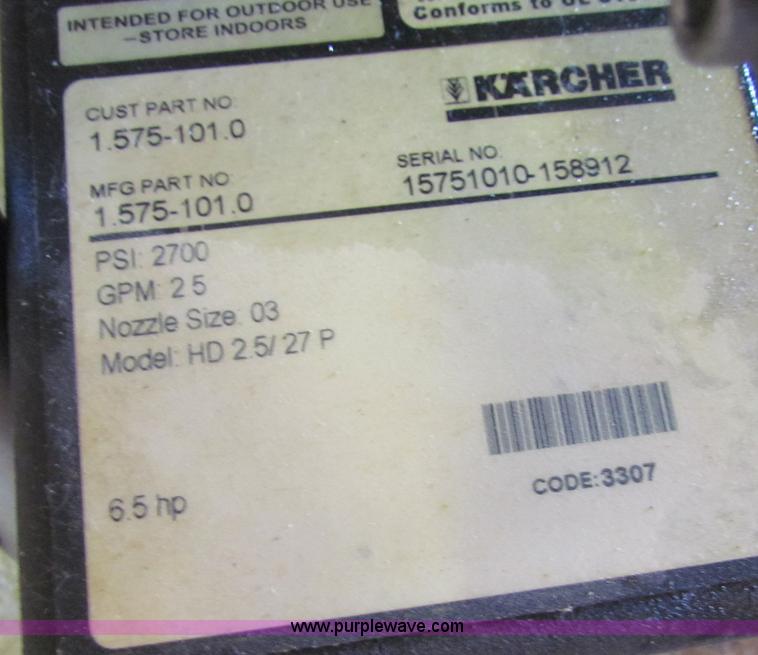 INTENDED FOR OUTDOOR USE
–STORE INDOORS
Conforms to UL
KÄRCHER
CUST PART NO:
1.575-101.0
SERIAL NO.
15751010-158912
MFG PART NO:
1.575-101.0
PSI: 2700
GPM: 2.5
Nozzle Size: 03
Model: HD 2.5/ 27 P
CODE:3307
6.5 hp
www.purplewave.com